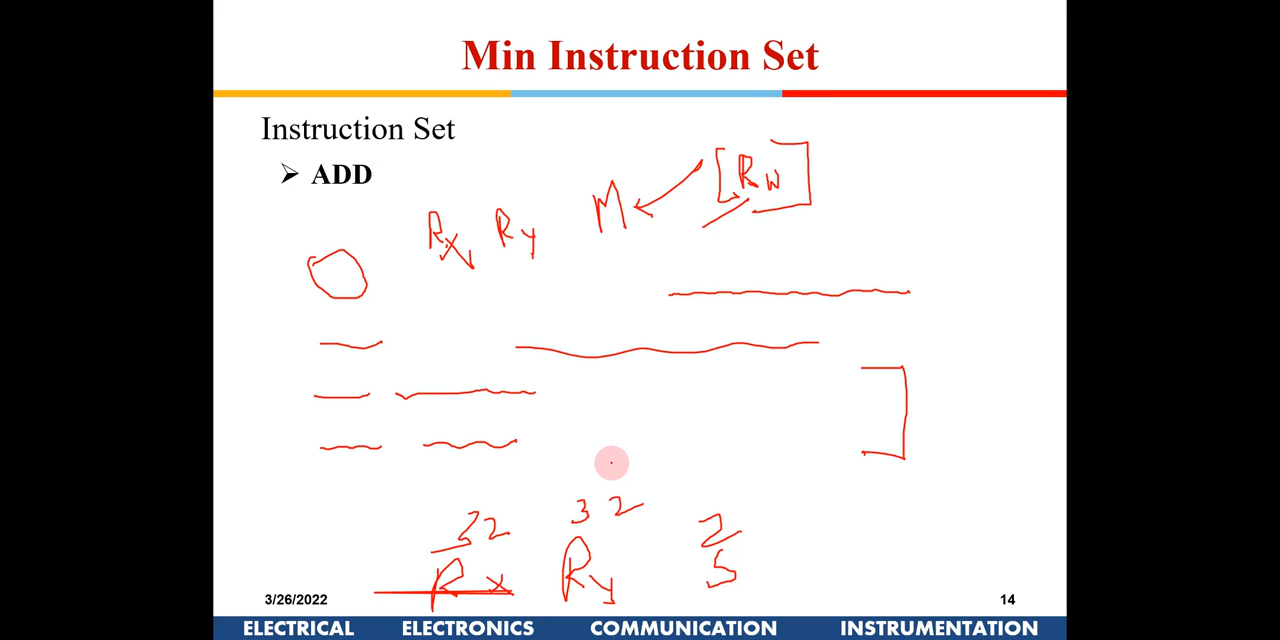 Min Instruction Set
Instruction Set
➢ ADD
[RW]
Rx Ry M
32 32 2
Rx Ry 5
3/26/2022 14
ELECTRICAL ELECTRONICS COMMUNICATION INSTRUMENTATION